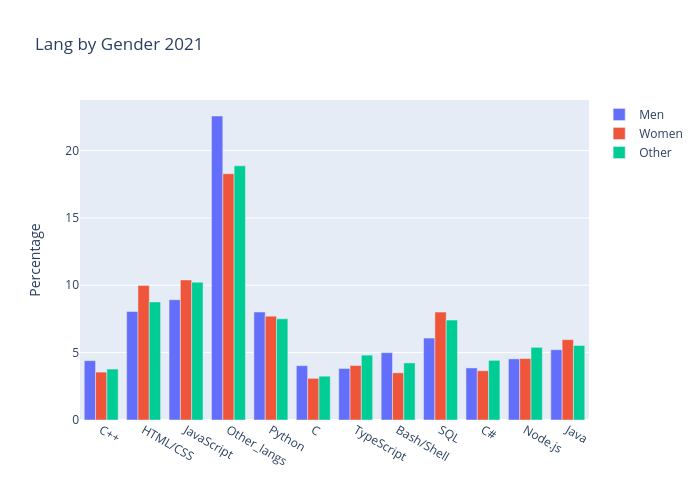 Lang by Gender 2021
Men
Women
Other
Percentage
20
15
10
5
0
C++
HTML/CSS
JavaScript
Other_langs
Python
C
TypeScript
Bash/Shell
SQL
C#
Node.js
Java